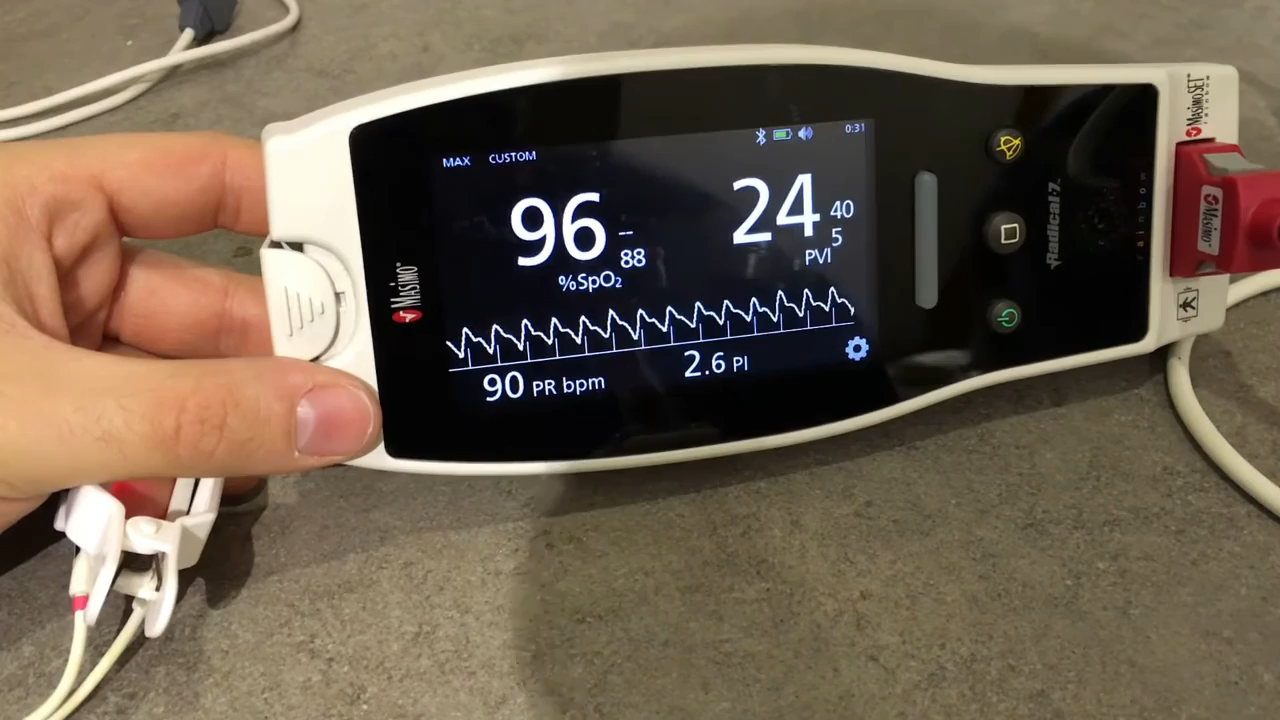 MAX CUSTOM
0:31
96
--
88
%SpO₂
24
40
5
PVI
90 PR bpm
2.6 PI
MASIMO®
Radical-7®
rainbow
MASIMO SET®
rainbow
MASIMO®